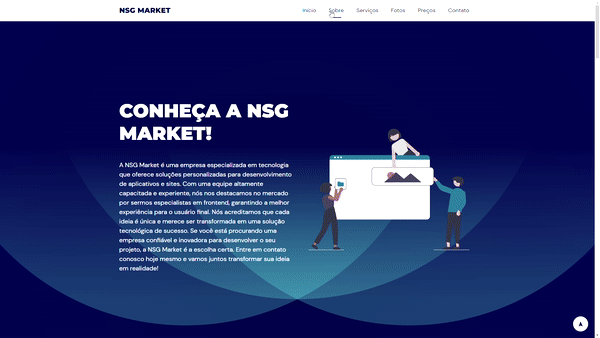 NSG MARKET
Início Sobre Serviços Fotos Preços Contato
CONHEÇA A NSG
MARKET!
A NSG Market é uma empresa especializada em tecnologia
que oferece soluções personalizadas para desenvolvimento
de aplicativos e sites. Com uma equipe altamente
capacitada e experiente, nós nos destacamos no mercado
por sermos especialistas em frontend, garantindo a melhor
experiência para o usuário final. Nós acreditamos que cada
ideia é única e merece ser transformada em uma solução
tecnológica de sucesso. Se você está procurando uma
empresa confiável e inovadora para desenvolver o seu
projeto, a NSG Market é a escolha certa. Entre em contato
conosco hoje mesmo e vamos juntos transformar sua ideia
em realidade!